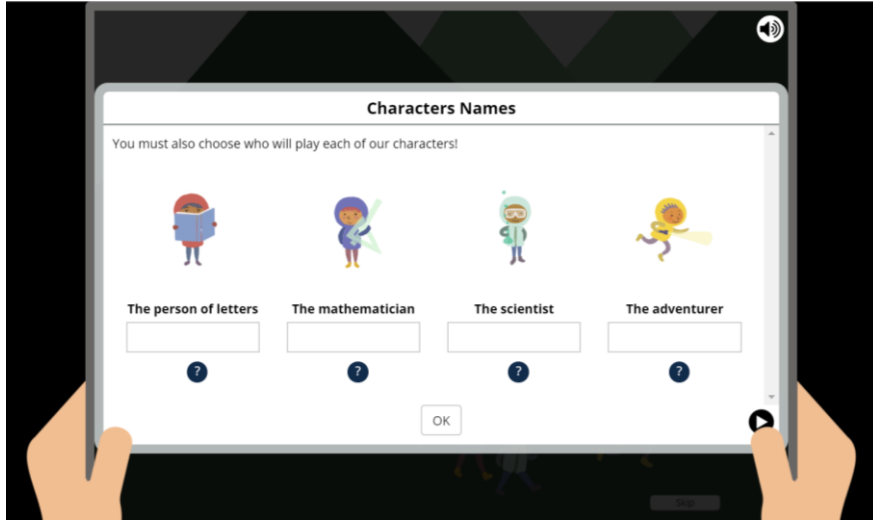 Characters Names
You must also choose who will play each of our characters!
The person of letters
The mathematician
The scientist
The adventurer
?
?
?
?
OK
Skip